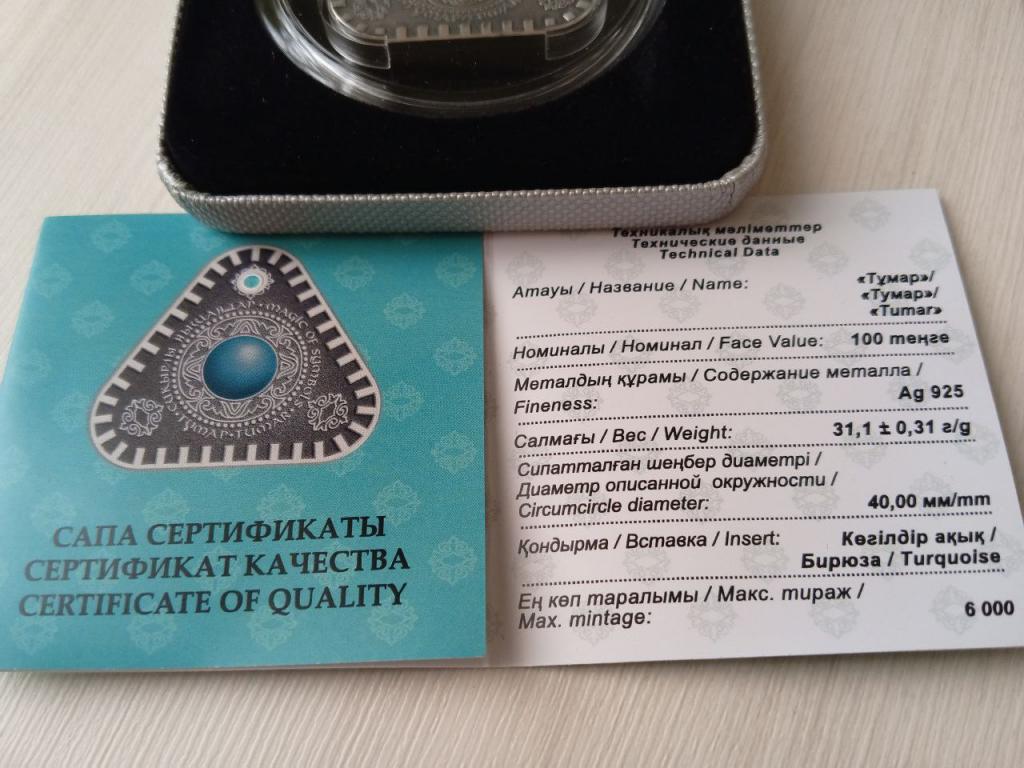 MAGIC OF SYMBOL
САПА СЕРТИФИКАТЫ
СЕРТИФИКАТ КАЧЕСТВА
CERTIFICATE OF QUALITY
Техникалық мәліметтер
Технические данные
Technical Data
Атауы / Название / Name: «Тұмар»/
«Тумар»/
«Tumar»
Номиналы / Номинал / Face Value: 100 теңге
Металдың құрамы / Содержание металла /
Fineness: Ag 925
Салмағы / Вес / Weight: 31,1 ± 0,31 г/g
Сипатталған шеңбер диаметрі /
Диаметр описанной окружности /
Circumcircle diameter: 40,00 мм/mm
Қондырма / Вставка / Insert: Көгілдір ақық /
Бирюза / Turquoise
Ең көп таралымы / Макс. тираж /
Max. mintage: 6 000